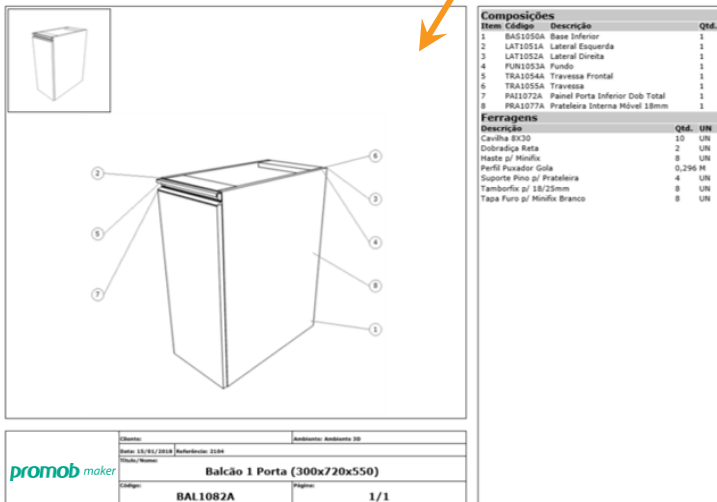 Composições
Item Código Descrição Qtd.
1 BAS1050A Base Inferior 1
2 LAT1051A Lateral Esquerda 1
3 LAT1052A Lateral Direita 1
4 FUN1053A Fundo 1
5 TRA1054A Travessa Frontal 1
6 TRA1055A Travessa 1
7 PAI1072A Painel Porta Inferior Dob Total 1
8 PRA1077A Prateleira Interna Móvel 18mm 1
Ferragens
Descrição Qtd. UN
Cavilha 8X30 10 UN
Dobradiça Reta 2 UN
Haste p/ Minifix 8 UN
Perfil Puxador Gola 0,296 M
Suporte Pino p/ Prateleira 4 UN
Tamborfix p/ 18/25mm 8 UN
Tapa Furo p/ Minifix Branco 8 UN
2
6
3
5
4
8
7
1
promob maker
Cliente: Ambiente: Ambiente 3D
Data: 15/01/2018 Referência: 2104
Título/Nome:
Balcão 1 Porta (300x720x550)
Código: Página:
BAL1082A 1/1